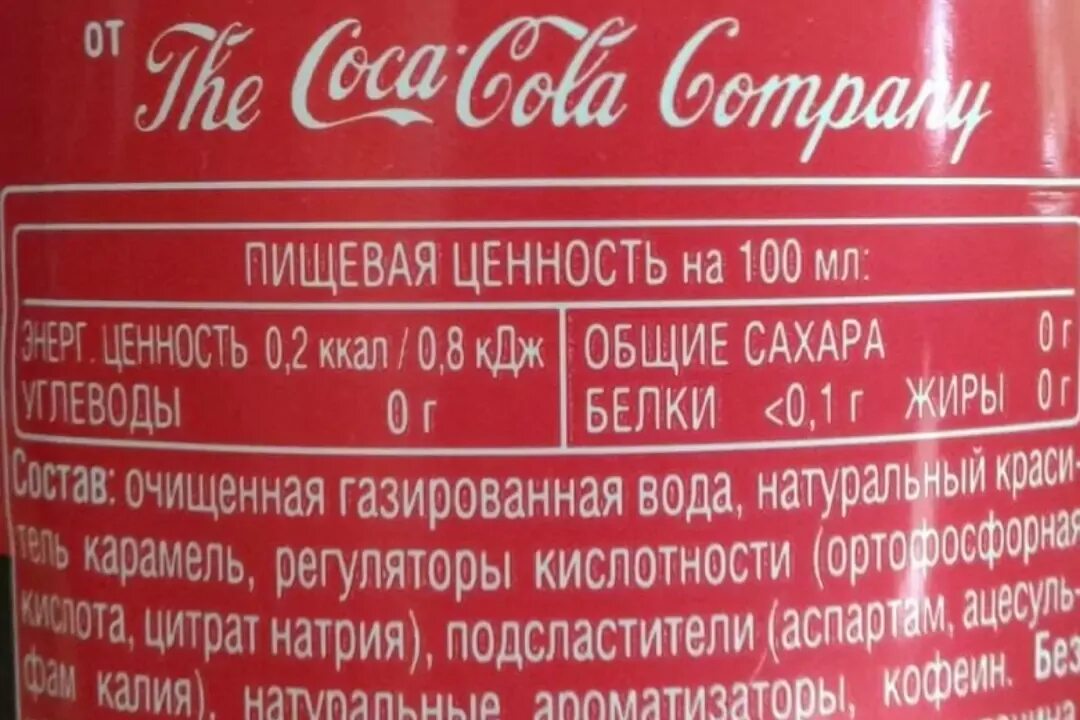 от The Coca-Cola Company
ПИЩЕВАЯ ЦЕННОСТЬ на 100 мл:
ЭНЕРГ. ЦЕННОСТЬ 0,2 ккал / 0,8 кДж
УГЛЕВОДЫ 0 г
ОБЩИЕ САХАРА 0 г
БЕЛКИ <0,1 г ЖИРЫ 0 г
Состав: очищенная газированная вода, натуральный краси-
тель карамель, регуляторы кислотности (ортофосфорная
кислота, цитрат натрия), подсластители (аспартам, ацесуль-
фам калия), натуральные ароматизаторы, кофеин. Без